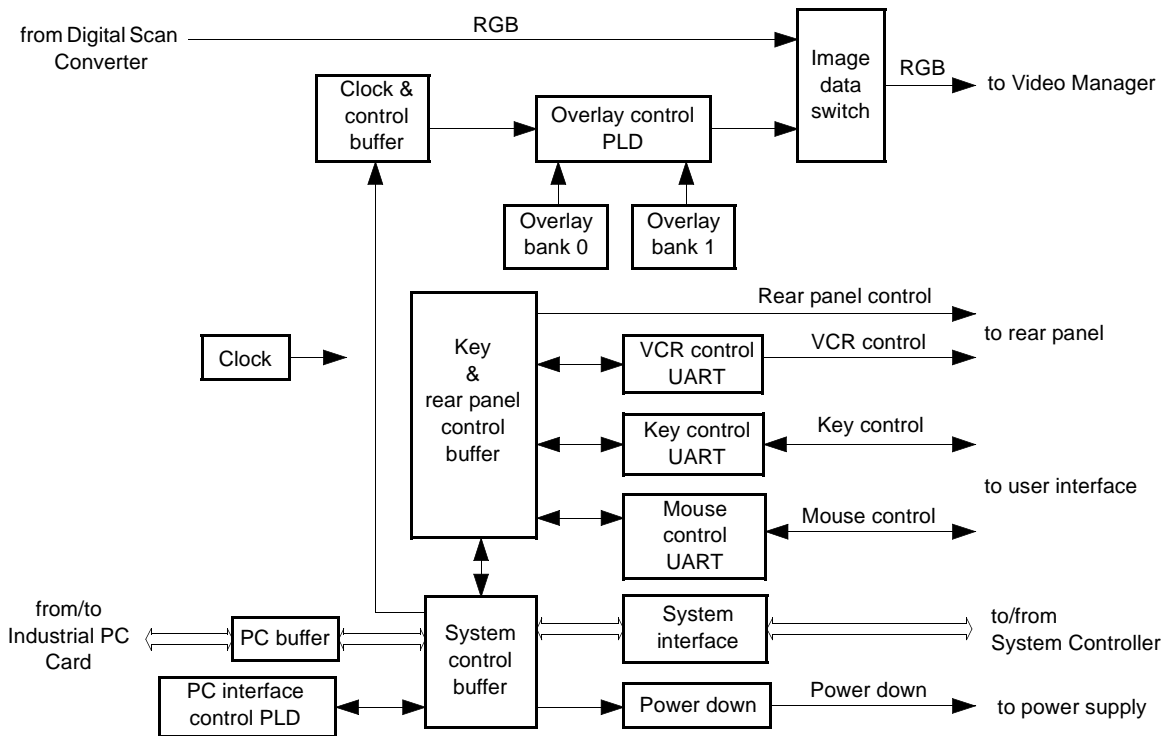 from Digital Scan
Converter
RGB
Image
data
switch
RGB
to Video Manager
Clock &
control
buffer
Overlay control
PLD
Overlay
bank 0
Overlay
bank 1
Rear panel control
to rear panel
Clock
Key
&
rear panel
control
buffer
VCR control
UART
VCR control
Key control
UART
Key control
to user interface
Mouse
control
UART
Mouse control
from/to
Industrial PC
Card
PC buffer
System
control
buffer
System
interface
to/from
System Controller
PC interface
control PLD
Power down
Power down
to power supply